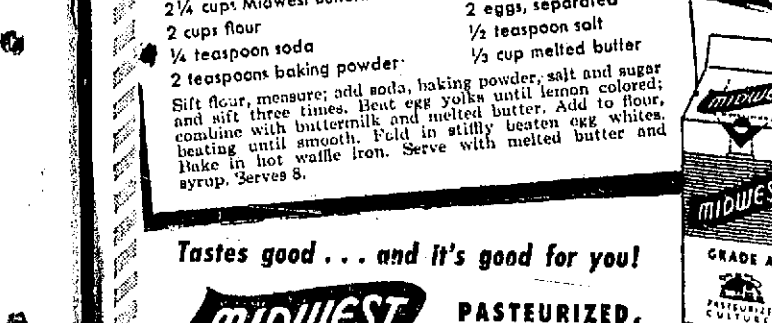 2¼ cups Midwest
2 cups flour
¼ teaspoon soda
2 teaspoons baking powder
2 eggs, separated
½ teaspoon salt
⅓ cup melted butter
Sift flour, measure; add soda, baking powder, salt and sugar
and sift three times. Beat egg yolks until lemon colored;
combine with buttermilk and melted butter. Add to flour,
beating until smooth. Fold in stiffly beaten egg whites.
Bake in hot waffle iron. Serve with melted butter and
syrup. Serves 8.
Tastes good ... and it's good for you!
MIDWEST
PASTEURIZED,
MIDWES
GRADE A
PASTEURIZE
CULTURE